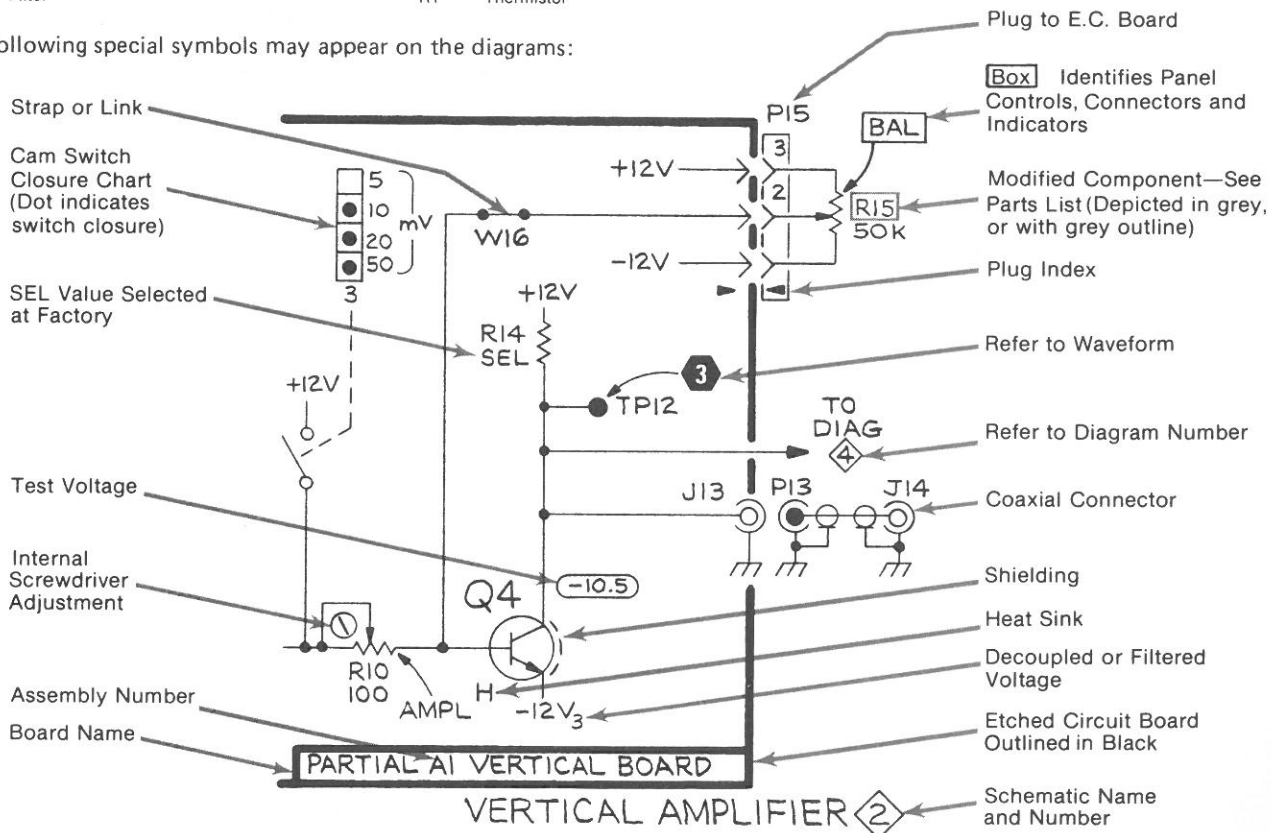 Thermistor
ollowing special symbols may appear on the diagrams:
Strap or Link
Cam Switch
Closure Chart
(Dot indicates
switch closure)
SEL Value Selected
at Factory
Test Voltage
Internal
Screwdriver
Adjustment
Assembly Number
Board Name
5
10
20
50
mV
3
+12V
W16
+12V
R14
SEL
TP12
3
+12V
-12V
P15
3
2
BAL
R15
50K
TO
DIAG
4
J13
P13
J14
-10.5
Q4
R10
100
AMPL
H
-12V3
PARTIAL A1 VERTICAL BOARD
VERTICAL AMPLIFIER 2
Plug to E.C. Board
Box Identifies Panel
Controls, Connectors and
Indicators
Modified Component—See
Parts List (Depicted in grey,
or with grey outline)
Plug Index
Refer to Waveform
Refer to Diagram Number
Coaxial Connector
Shielding
Heat Sink
Decoupled or Filtered
Voltage
Etched Circuit Board
Outlined in Black
Schematic Name
and Number